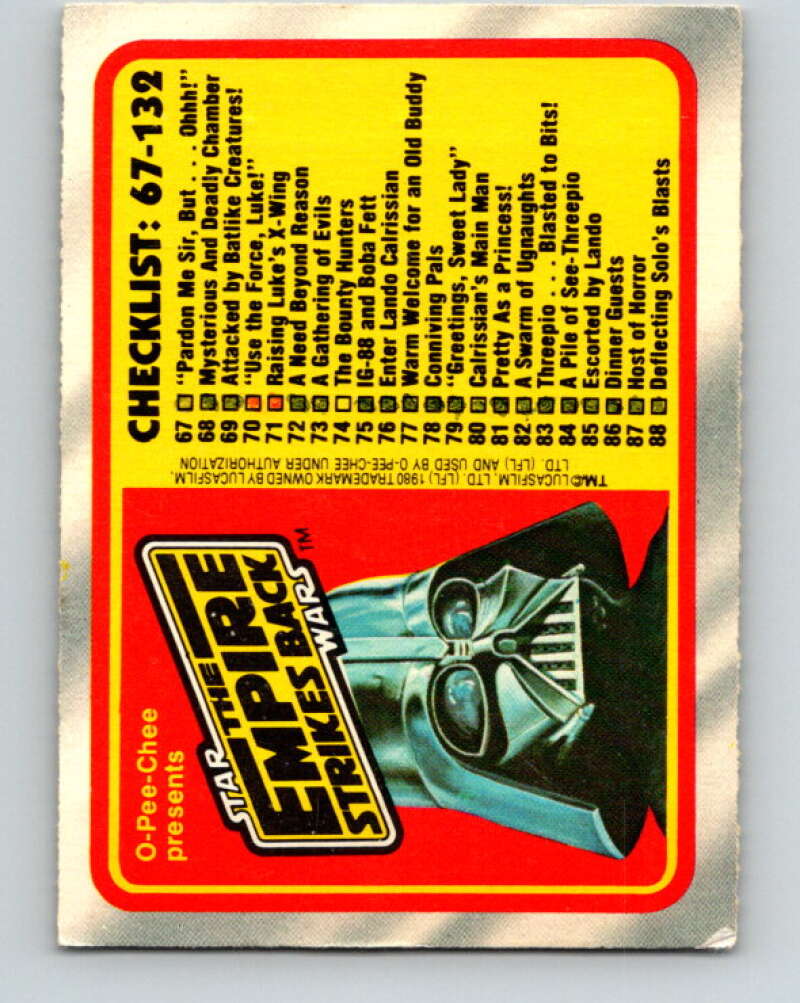 O-Pee-Chee
presents
STAR
THE
EMPIRE
STRIKES BACK
WARS™
CHECKLIST: 67-132
67 "Pardon Me Sir, But . . . Ohhh!"
68 Mysterious And Deadly Chamber
69 Attacked by Batlike Creatures!
70 "Use the Force, Luke!"
71 Raising Luke's X-Wing
72 A Need Beyond Reason
73 A Gathering of Evils
74 The Bounty Hunters
75 IG-88 and Boba Fett
76 Enter Lando Calrissian
77 Warm Welcome for an Old Buddy
78 Conniving Pals
79 "Greetings, Sweet Lady"
80 Calrissian's Main Man
81 Pretty As a Princess!
82 A Swarm of Ugnaughts
83 Threepio . . . Blasted to Bits!
84 A Pile of See-Threepio
85 Escorted by Lando
86 Dinner Guests
87 Host of Horror
88 Deflecting Solo's Blasts
TM©LUCASFILM, LTD. (LFL) 1980 TRADEMARK OWNED BY LUCASFILM,
LTD. (LFL) AND USED BY O-PEE-CHEE UNDER AUTHORIZATION